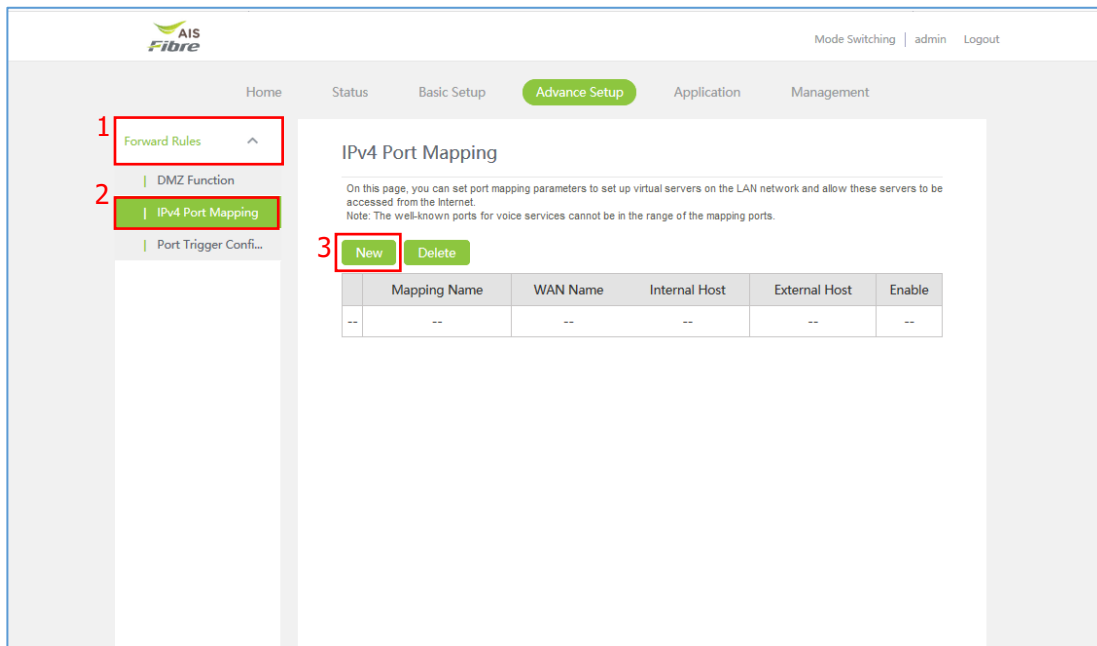 AIS
Fibre
Mode Switching | admin Logout
Home Status Basic Setup Advance Setup Application Management
1
Forward Rules
DMZ Function
2
IPv4 Port Mapping
Port Trigger Confi...
IPv4 Port Mapping
On this page, you can set port mapping parameters to set up virtual servers on the LAN network and allow these servers to be
accessed from the Internet.
Note: The well-known ports for voice services cannot be in the range of the mapping ports.
3
New Delete
Mapping Name WAN Name Internal Host External Host Enable
-- -- -- -- -- --